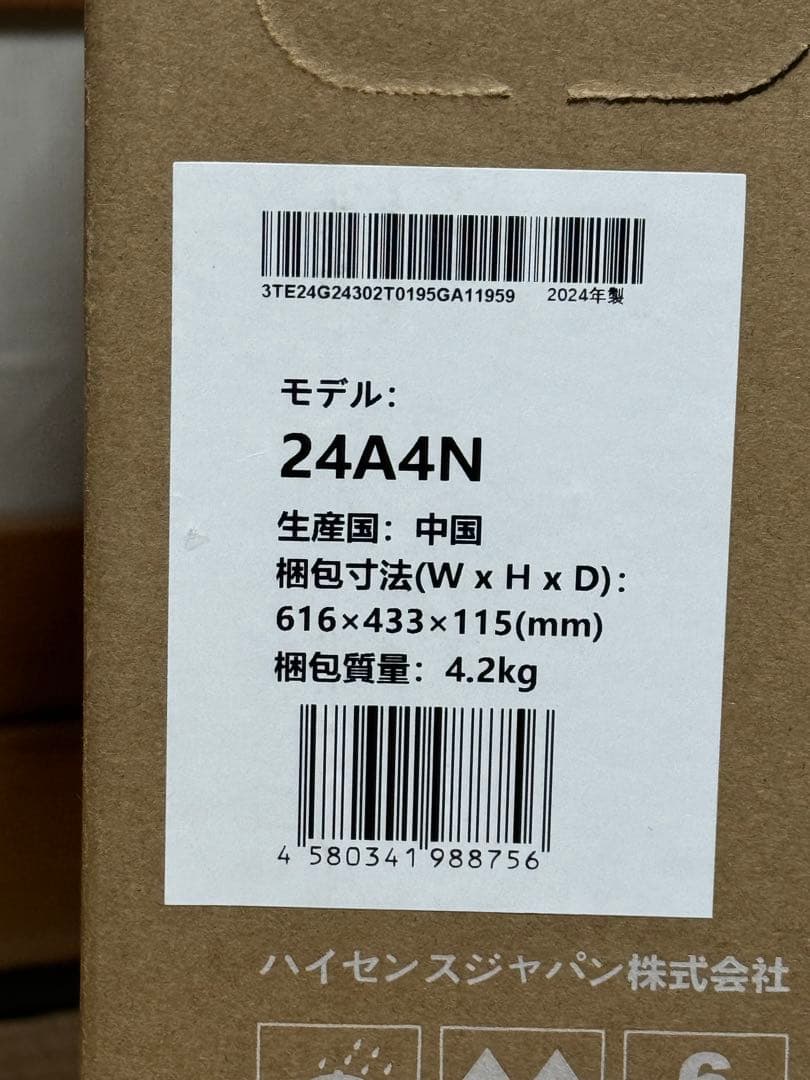 3TE24G24302T0195GA11959 2024年製
モデル：
24A4N
生産国：中国
梱包寸法(W x H x D)：
616×433×115(mm)
梱包質量：4.2kg
4 580341 988756
ハイセンスジャパン株式会社
6